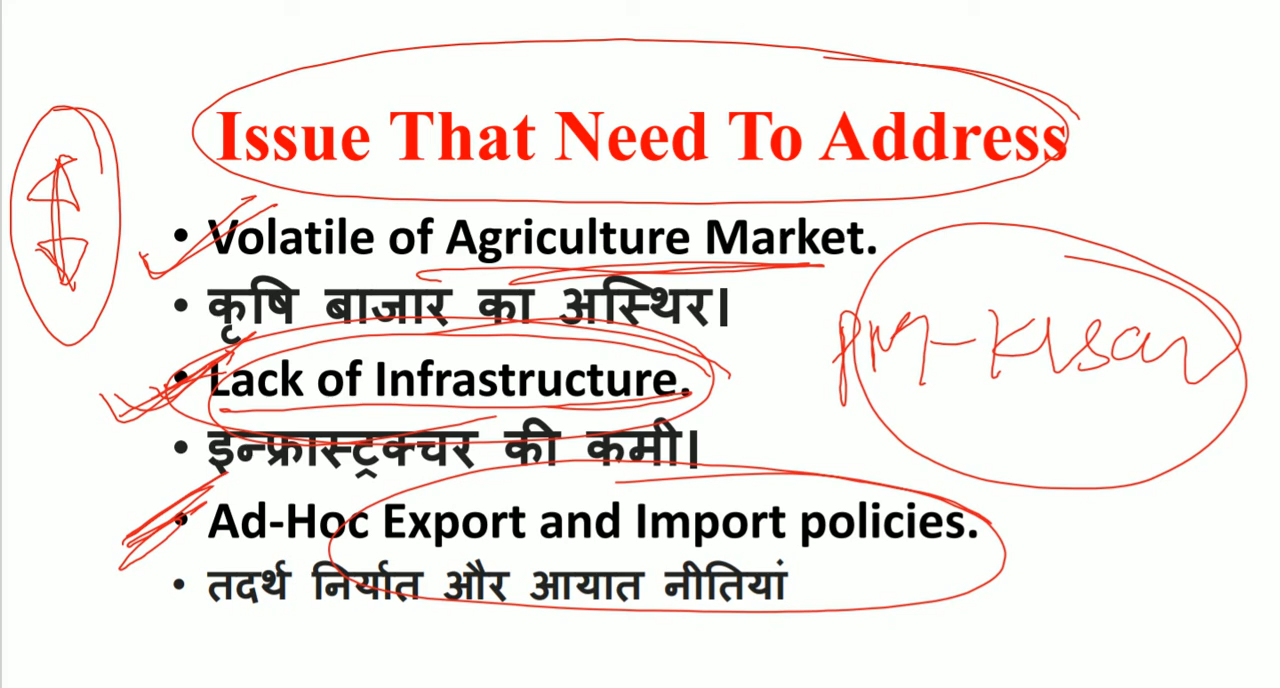 Issue That Need To Address
• Volatile of Agriculture Market.
• कृषि बाजार का अस्थिर।
• Lack of Infrastructure.
• इन्फ्रास्ट्रक्चर की कमी।
• Ad-Hoc Export and Import policies.
• तदर्थ निर्यात और आयात नीतियां
PM-Kisan